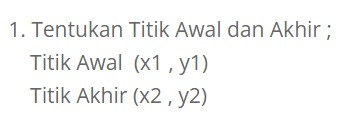 1. Tentukan Titik Awal dan Akhir ;
Titik Awal  (x1 , y1)
Titik Akhir (x2 , y2)